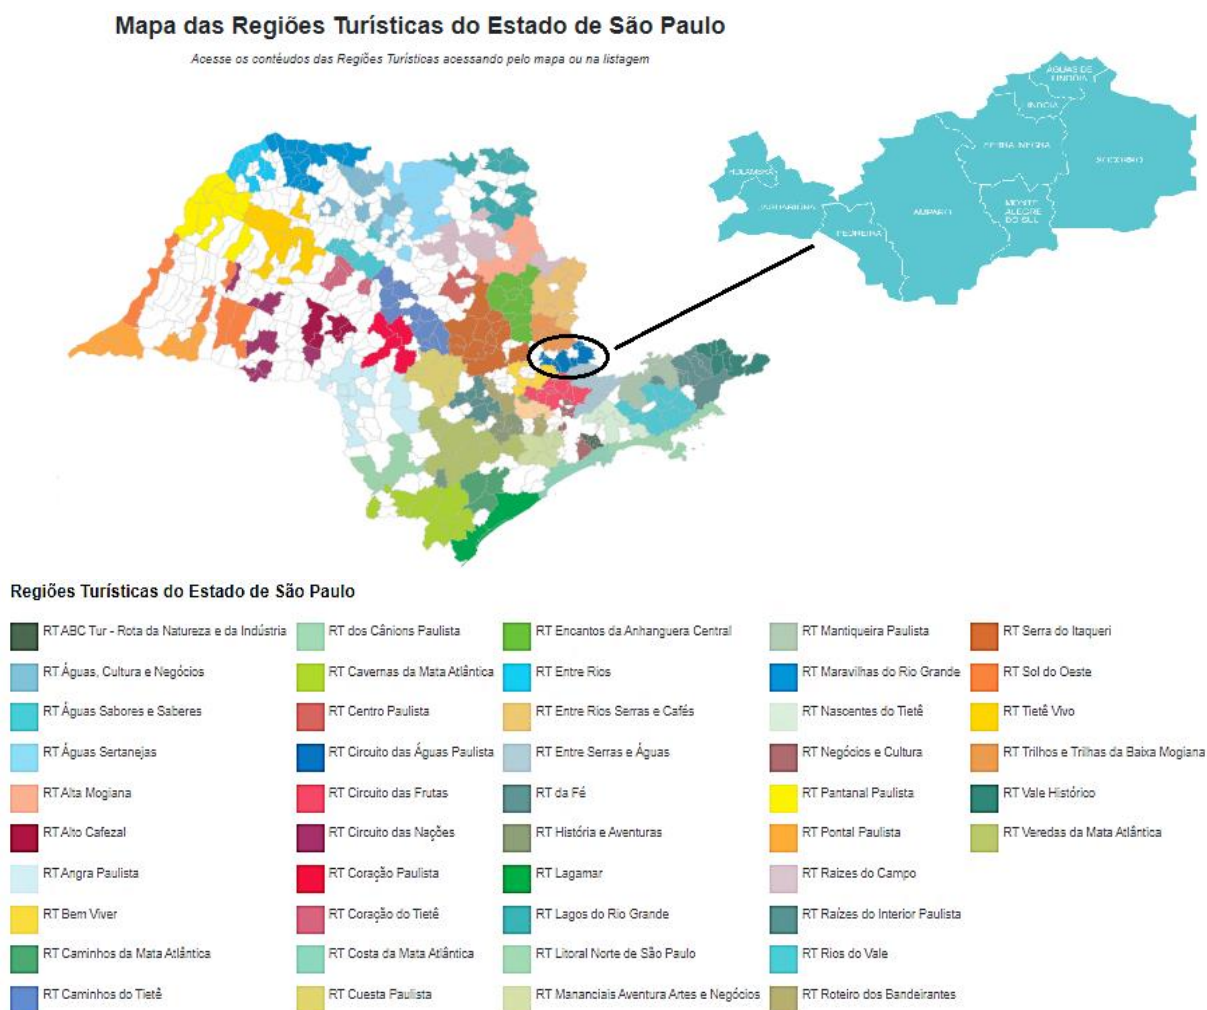 Mapa das Regiões Turísticas do Estado de São Paulo
Acesse os contéudos das Regiões Turísticas acessando pelo mapa ou na listagem
ÁGUAS DE
LINDÓIA
LINDÓIA
SERRA NEGRA
SOCORRO
HOLAMBRA
JAGUARIÚNA
PEDREIRA
AMPARO
MONTE
ALEGRE
DO SUL
Regiões Turísticas do Estado de São Paulo
RT ABC Tur - Rota da Natureza e da Indústria
RT Águas, Cultura e Negócios
RT Águas Sabores e Saberes
RT Águas Sertanejas
RT Alta Mogiana
RT Alto Cafezal
RT Angra Paulista
RT Bem Viver
RT Caminhos da Mata Atlântica
RT Caminhos do Tietê
RT dos Cânions Paulista
RT Cavernas da Mata Atlântica
RT Centro Paulista
RT Circuito das Águas Paulista
RT Circuito das Frutas
RT Circuito das Nações
RT Coração Paulista
RT Coração do Tietê
RT Costa da Mata Atlântica
RT Cuesta Paulista
RT Encantos da Anhanguera Central
RT Entre Rios
RT Entre Rios Serras e Cafés
RT Entre Serras e Águas
RT da Fé
RT História e Aventuras
RT Lagamar
RT Lagos do Rio Grande
RT Litoral Norte de São Paulo
RT Mananciais Aventura Artes e Negócios
RT Mantiqueira Paulista
RT Maravilhas do Rio Grande
RT Nascentes do Tietê
RT Negócios e Cultura
RT Pantanal Paulista
RT Pontal Paulista
RT Raízes do Campo
RT Raízes do Interior Paulista
RT Rios do Vale
RT Roteiro dos Bandeirantes
RT Serra do Itaqueri
RT Sol do Oeste
RT Tietê Vivo
RT Trilhos e Trilhas da Baixa Mogiana
RT Vale Histórico
RT Veredas da Mata Atlântica